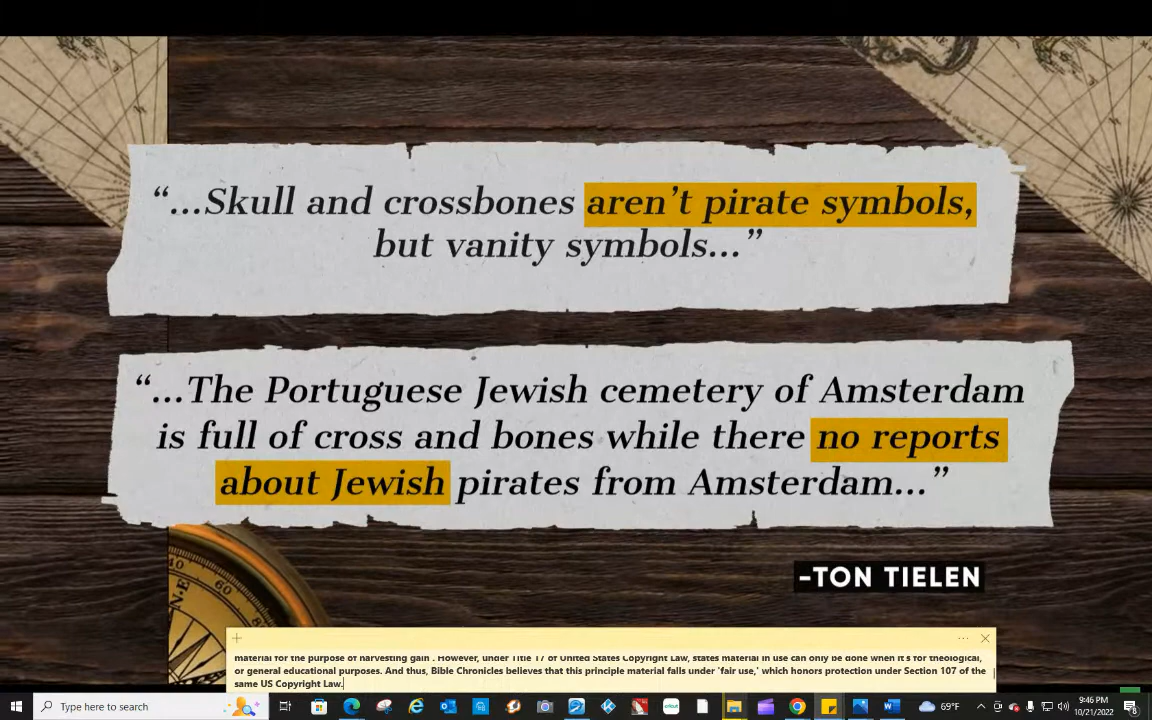 “...Skull and crossbones aren’t pirate symbols,
but vanity symbols...”
“...The Portuguese Jewish cemetery of Amsterdam
is full of cross and bones while there no reports
about Jewish pirates from Amsterdam...”
-TON TIELEN
material for the purpose of harvesting gain . However, under Title 17 of United States Copyright Law, states material in use can only be done when it's for theological,
or general educational purposes. And thus, Bible Chronicles believes that this principle material falls under 'fair use,' which honors protection under Section 107 of the
same US Copyright Law.
Type here to search
69°F
9:46 PM
10/21/2022